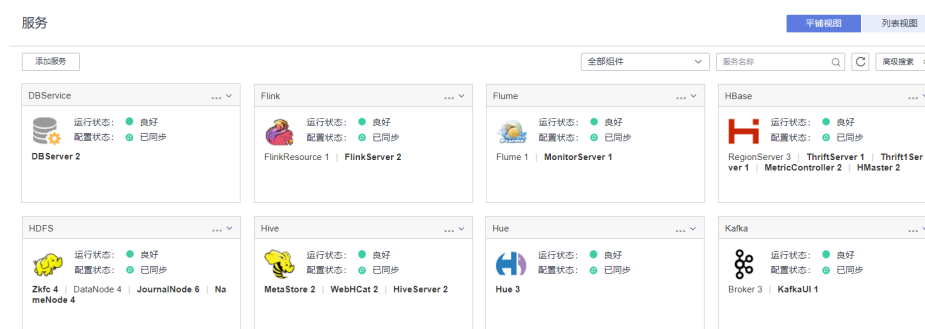 服务
平铺视图 列表视图
添加服务 全部组件 服务名称 高级搜索
DBService ... Flink ... Flume ... HBase ...
运行状态： 良好 运行状态： 良好 运行状态： 良好 运行状态： 良好
配置状态： 已同步 配置状态： 已同步 配置状态： 已同步 配置状态： 已同步
DBServer 2 FlinkResource 1 | FlinkServer 2 Flume 1 | MonitorServer 1 RegionServer 3 | ThriftServer 1 | Thrift1Ser
ver 1 | MetricController 2 | HMaster 2
HDFS ... Hive ... Hue ... Kafka ...
运行状态： 良好 运行状态： 良好 运行状态： 良好 运行状态： 良好
配置状态： 已同步 配置状态： 已同步 配置状态： 已同步 配置状态： 已同步
Zkfc 4 | DataNode 4 | JournalNode 6 | Na MetaStore 2 | WebHCat 2 | HiveServer 2 Hue 3 Broker 3 | KafkaUI 1
meNode 4